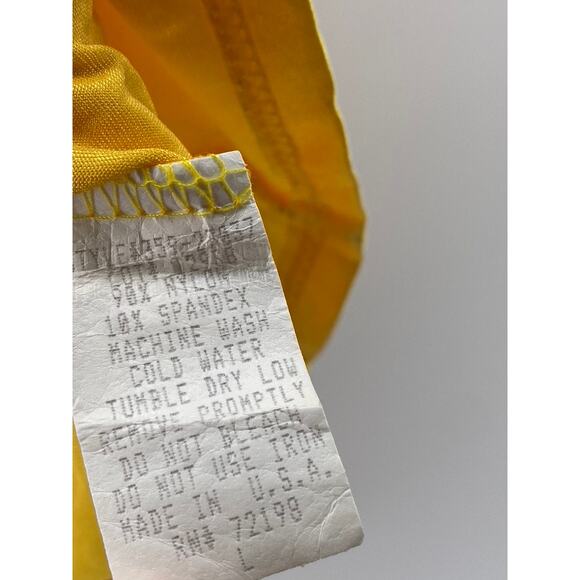 90% NYLON
10% SPANDEX
MACHINE WASH
COLD WATER
TUMBLE DRY LOW
REMOVE PROMPTLY
DO NOT BLEACH
DO NOT USE IRON
MADE IN U.S.A.
RN# 72198
L